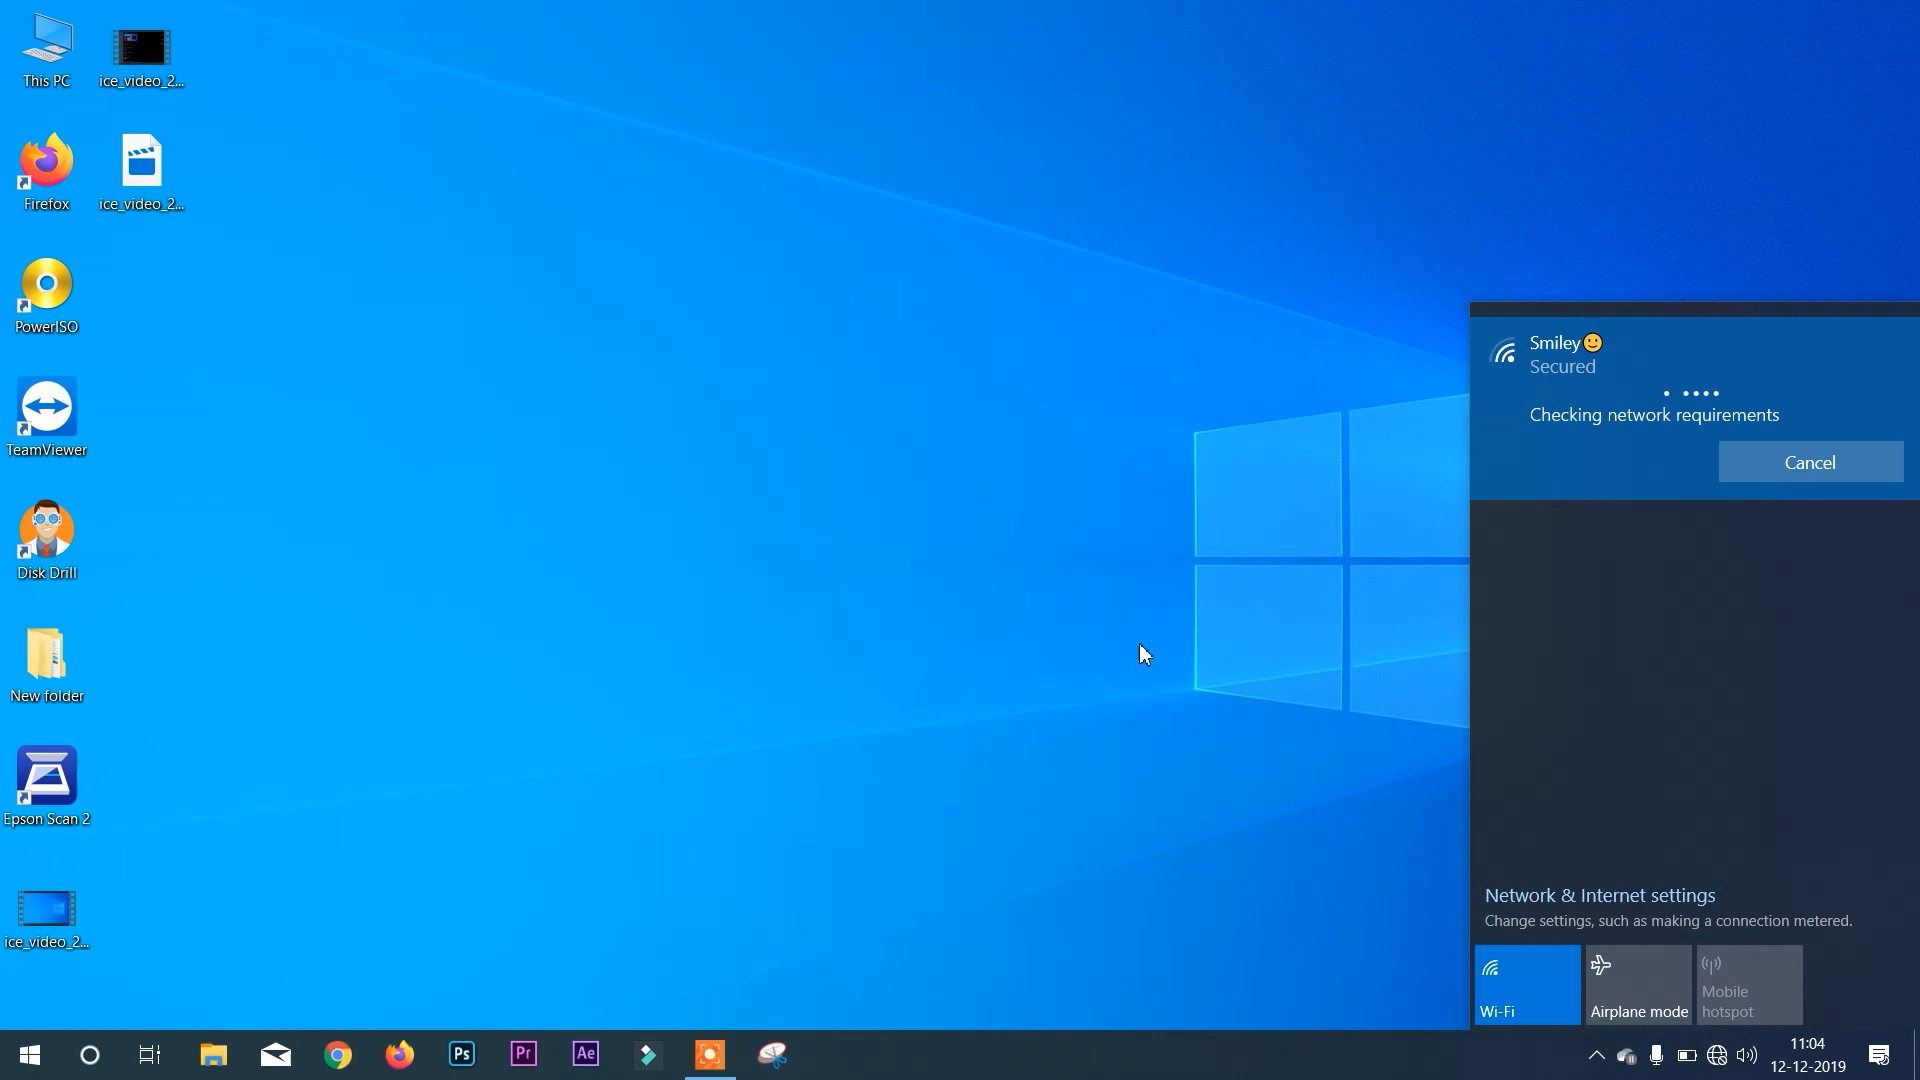 This PC
ice_video_2...
Firefox
ice_video_2...
PowerISO
TeamViewer
Disk Drill
New folder
Epson Scan 2
ice_video_2...
Smiley🙂
Secured
Checking network requirements
Cancel
Network & Internet settings
Change settings, such as making a connection metered.
Wi-Fi
Airplane mode
Mobile
hotspot
Ps
Pr
Ae
11:04
12-12-2019